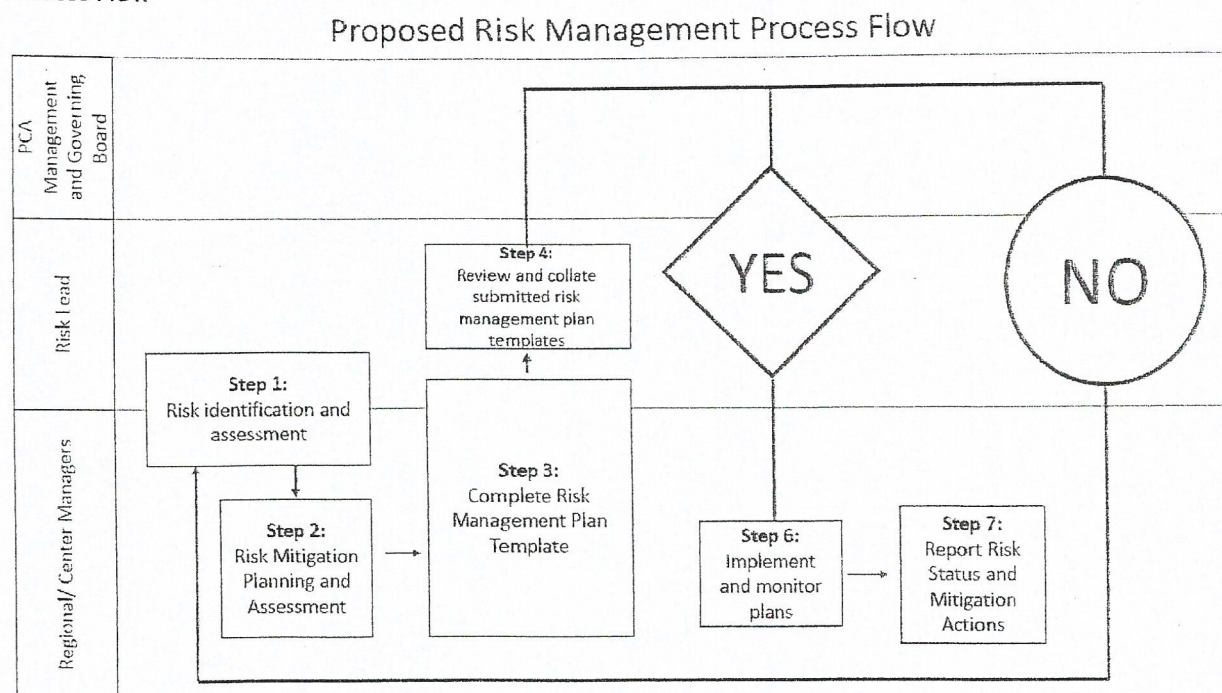 Proposed Risk Management Process Flow
PCA
Management
and Governing
Board
Risk Lead
Regional/ Center Managers
Step 1:
Risk identification and
assessment
Step 2:
Risk Mitigation
Planning and
Assessment
Step 3:
Complete Risk
Management Plan
Template
Step 4:
Review and collate
submitted risk
management plan
templates
YES
NO
Step 6:
Implement
and monitor
plans
Step 7:
Report Risk
Status and
Mitigation
Actions